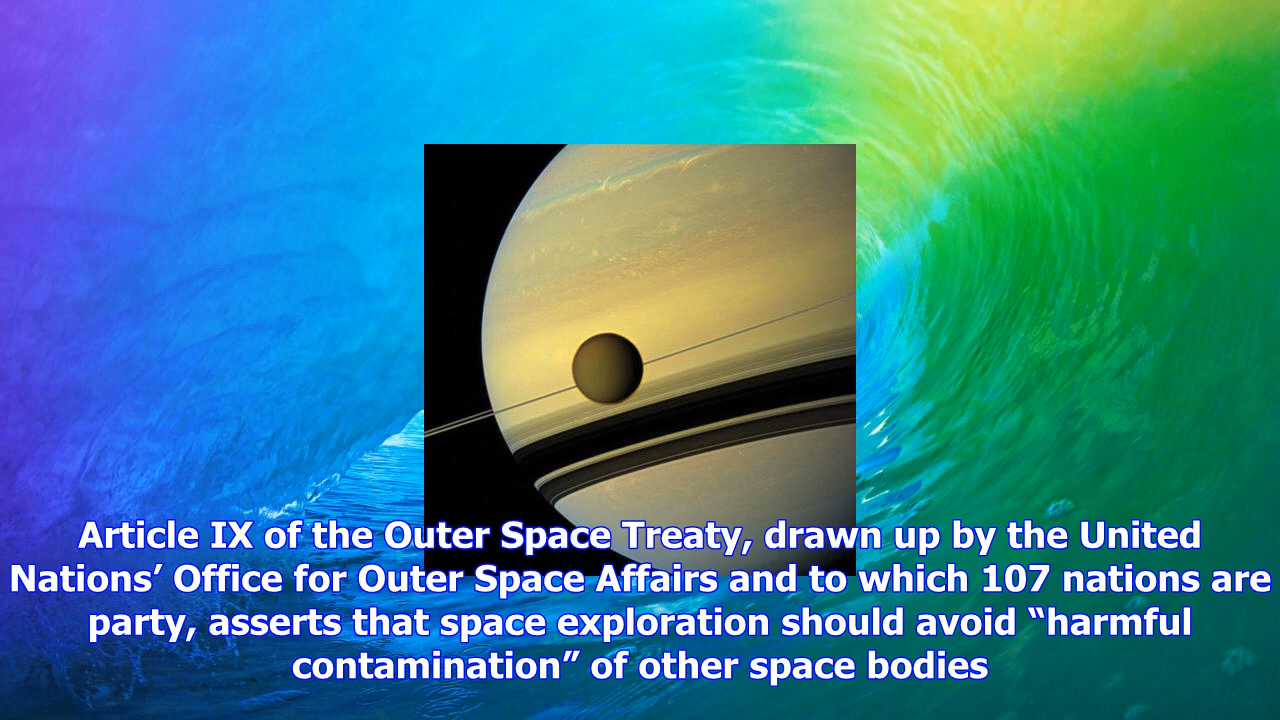 Article IX of the Outer Space Treaty, drawn up by the United
Nations’ Office for Outer Space Affairs and to which 107 nations are
party, asserts that space exploration should avoid “harmful
contamination” of other space bodies